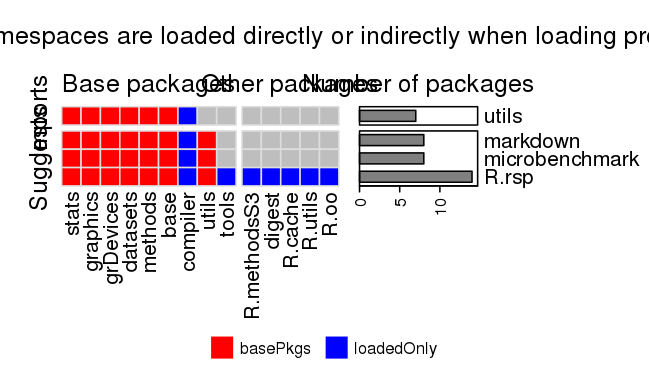 mespaces are loaded directly or indirectly when loading pr
Base packages
Other packages
Number of packages
Imports
Suggests
utils
markdown
microbenchmark
R.rsp
0
5
10
stats
graphics
grDevices
datasets
methods
base
compiler
utils
tools
R.methodsS3
digest
R.cache
R.utils
R.oo
basePkgs
loadedOnly